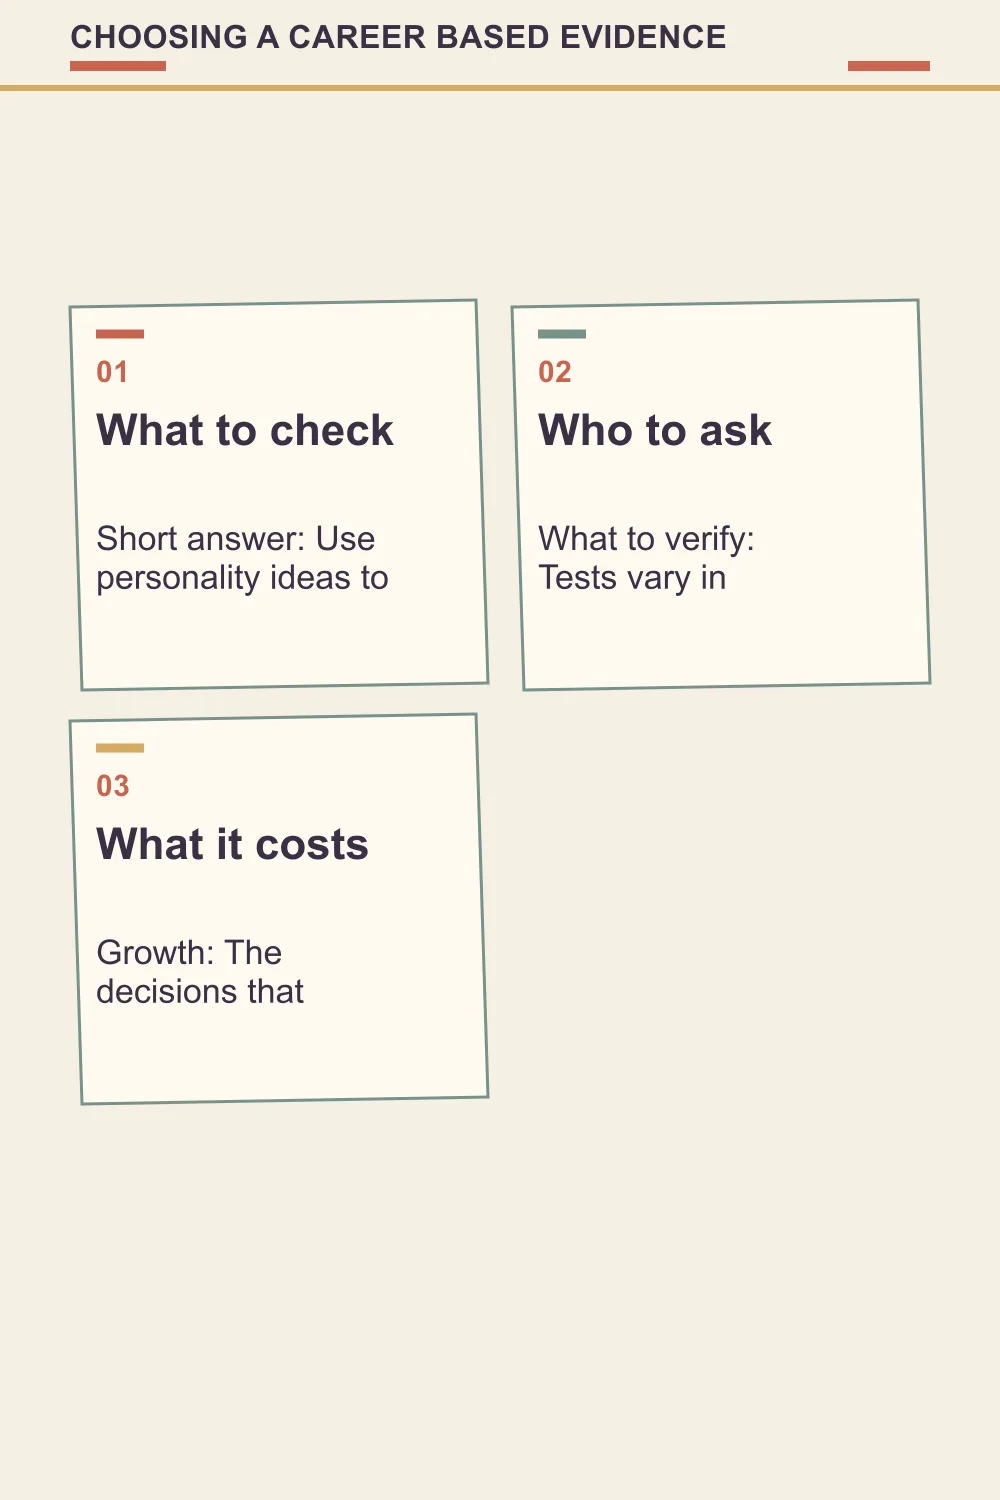 CHOOSING A CAREER BASED EVIDENCE
01
What to check
Short answer: Use
personality ideas to
02
Who to ask
What to verify:
Tests vary in
03
What it costs
Growth: The
decisions that